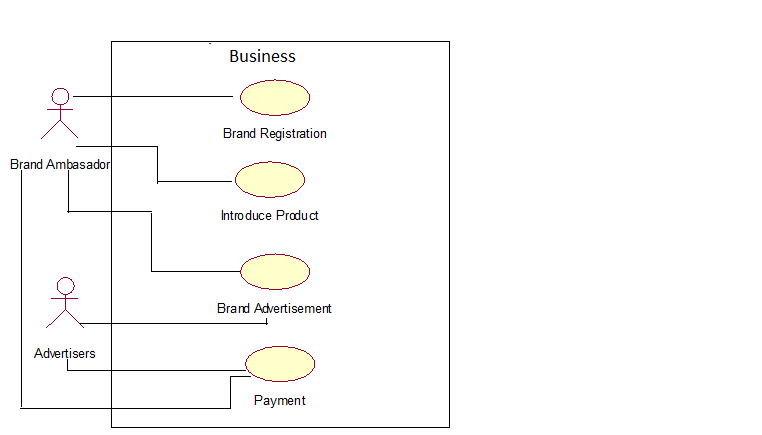 Business
Brand Registration
Brand Ambasador
Introduce Product
Brand Advertisement
Advertisers
Payment